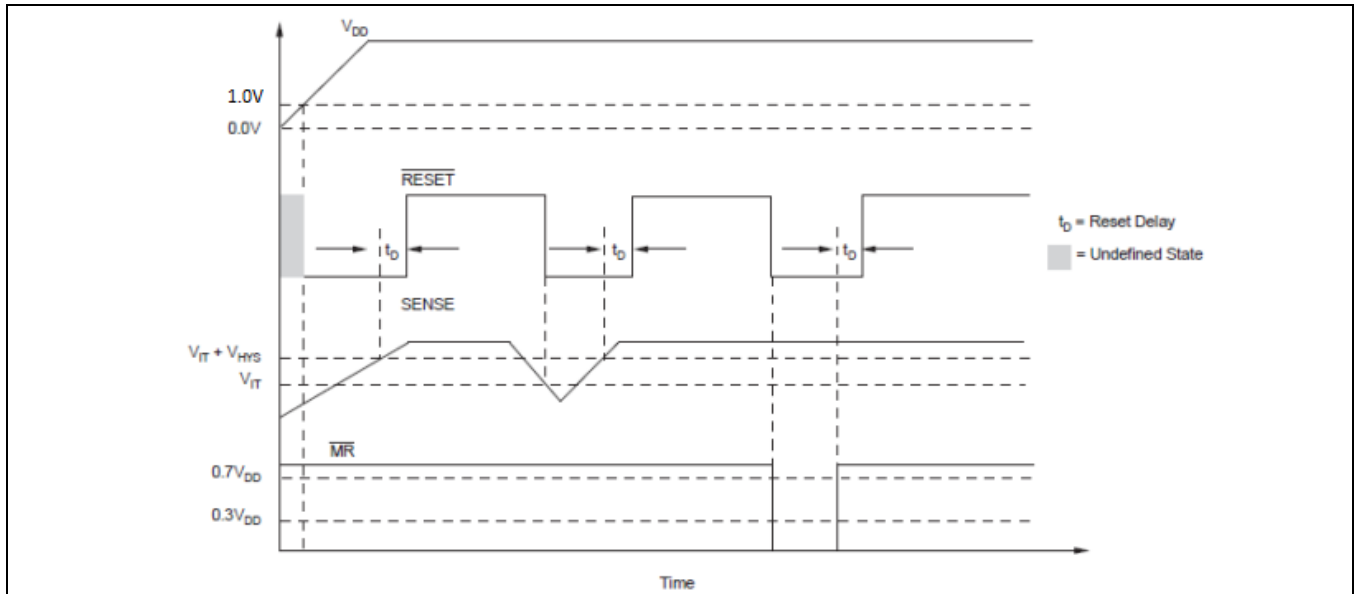 VDD
1.0V
0.0V
RESET
tD
tD
tD
tD = Reset Delay
= Undefined State
SENSE
VIT + VHYS
VIT
MR
0.7VDD
0.3VDD
Time